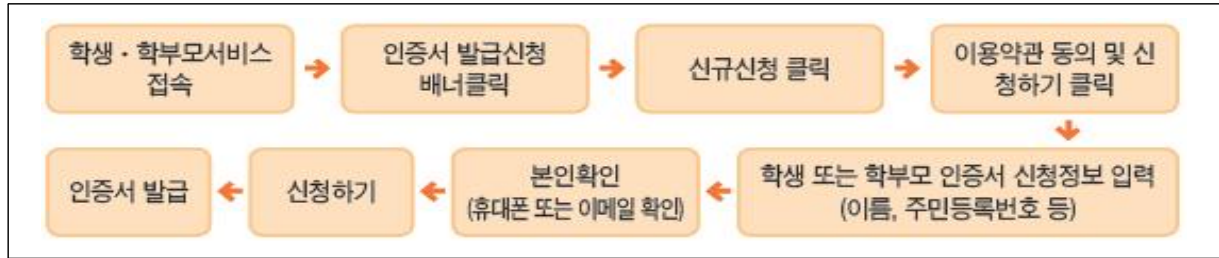 학생 · 학부모서비스
접속
인증서 발급신청
배너클릭
신규신청 클릭
이용약관 동의 및 신
청하기 클릭
학생 또는 학부모 인증서 신청정보 입력
(이름, 주민등록번호 등)
본인확인
(휴대폰 또는 이메일 확인)
신청하기
인증서 발급